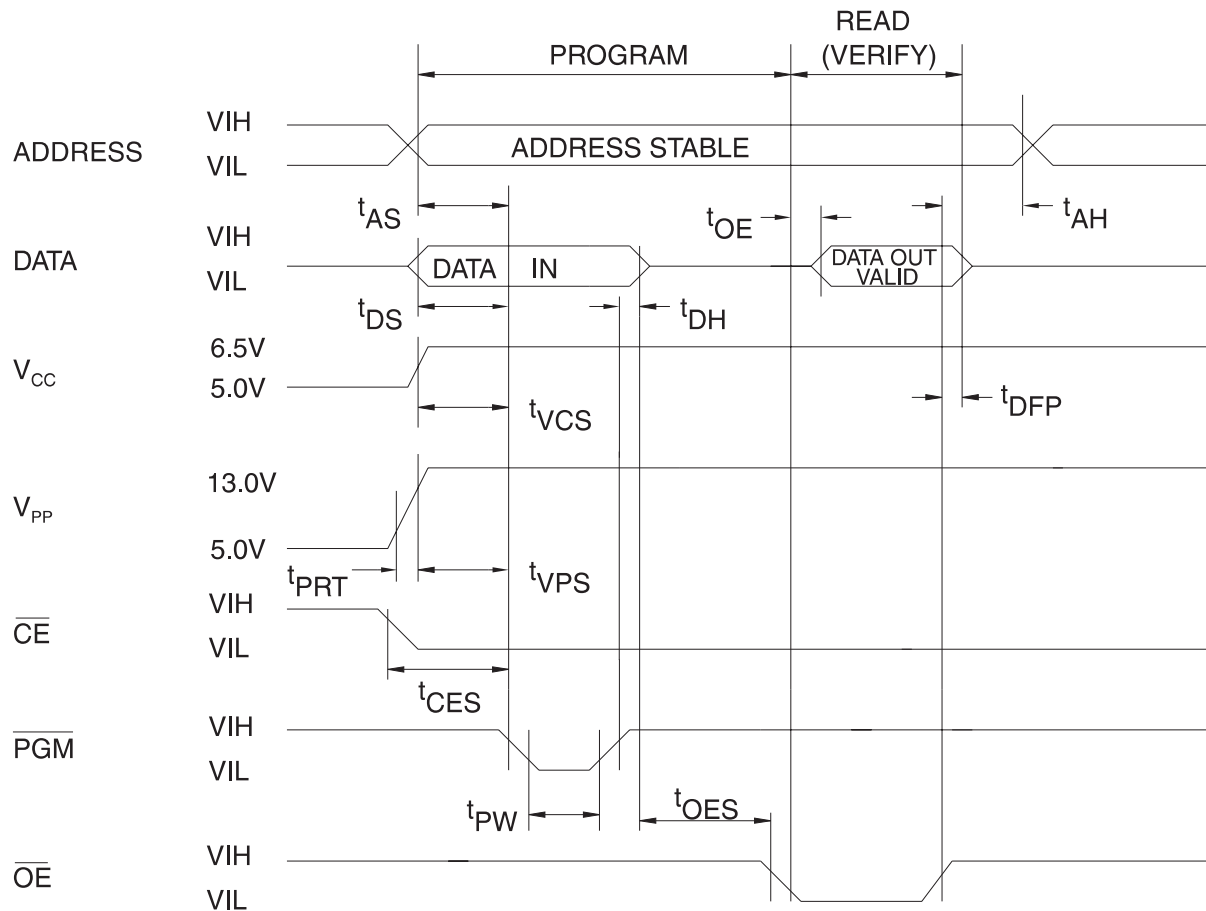 READ
PROGRAM (VERIFY)
ADDRESS VIH ADDRESS STABLE
VIL
tAS tOE tAH
DATA VIH DATA IN DATA OUT
VIL VALID
tDS tDH
VCC 6.5V
5.0V
tVCS tDFP
VPP 13.0V
5.0V
tPRT tVPS
CE VIH
VIL
tCES
PGM VIH
VIL
tPW tOES
OE VIH
VIL